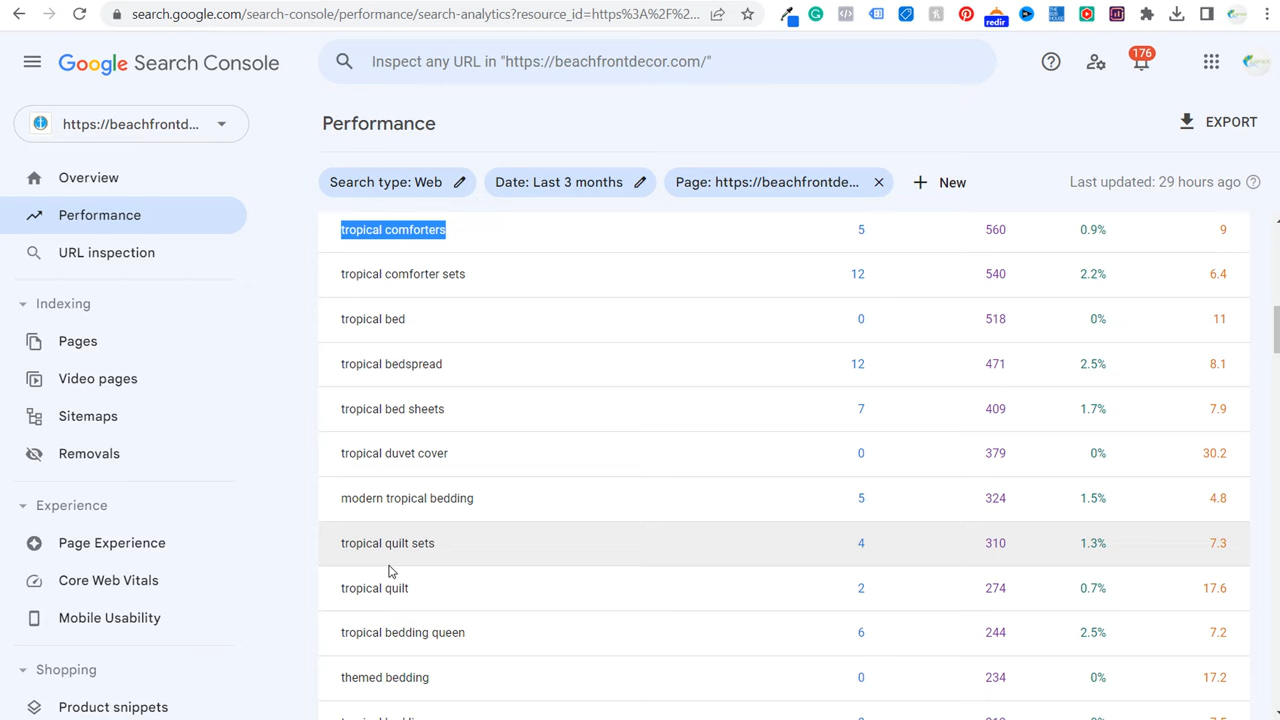 search.google.com/search-console/performance/search-analytics?resource_id=https%3A%2F%2...
redir
Google Search Console
Inspect any URL in "https://beachfrontdecor.com/"
176
https://beachfrontd...
Performance
EXPORT
Search type: Web
Date: Last 3 months
Page: https://beachfrontde...
New
Last updated: 29 hours ago
Overview
Performance
URL inspection
Indexing
Pages
Video pages
Sitemaps
Removals
Experience
Page Experience
Core Web Vitals
Mobile Usability
Shopping
Product snippets
tropical comforters 5 560 0.9% 9
tropical comforter sets 12 540 2.2% 6.4
tropical bed 0 518 0% 11
tropical bedspread 12 471 2.5% 8.1
tropical bed sheets 7 409 1.7% 7.9
tropical duvet cover 0 379 0% 30.2
modern tropical bedding 5 324 1.5% 4.8
tropical quilt sets 4 310 1.3% 7.3
tropical quilt 2 274 0.7% 17.6
tropical bedding queen 6 244 2.5% 7.2
themed bedding 0 234 0% 17.2